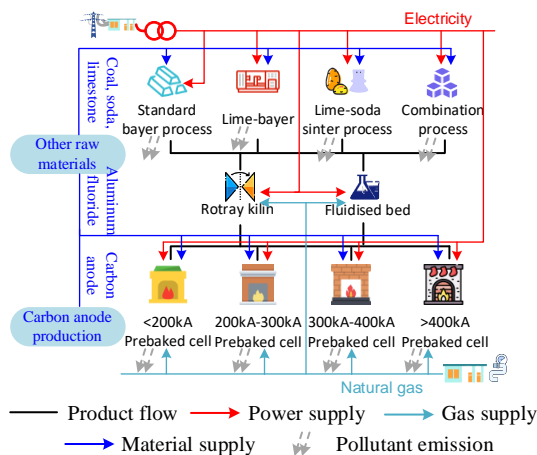 Electricity
Coal, soda,
limestone
Standard
bayer process
Lime-bayer
Lime-soda
sinter process
Combination
process
Other raw
materials
Aluminum
fluoride
Rotray kilin
Fluidised bed
Carbon
anode
Carbon anode
production
<200kA
Prebaked cell
200kA-300kA
Prebaked cell
300kA-400kA
Prebaked cell
>400kA
Prebaked cell
Natural gas
Product flow
Power supply
Gas supply
Material supply
Pollutant emission